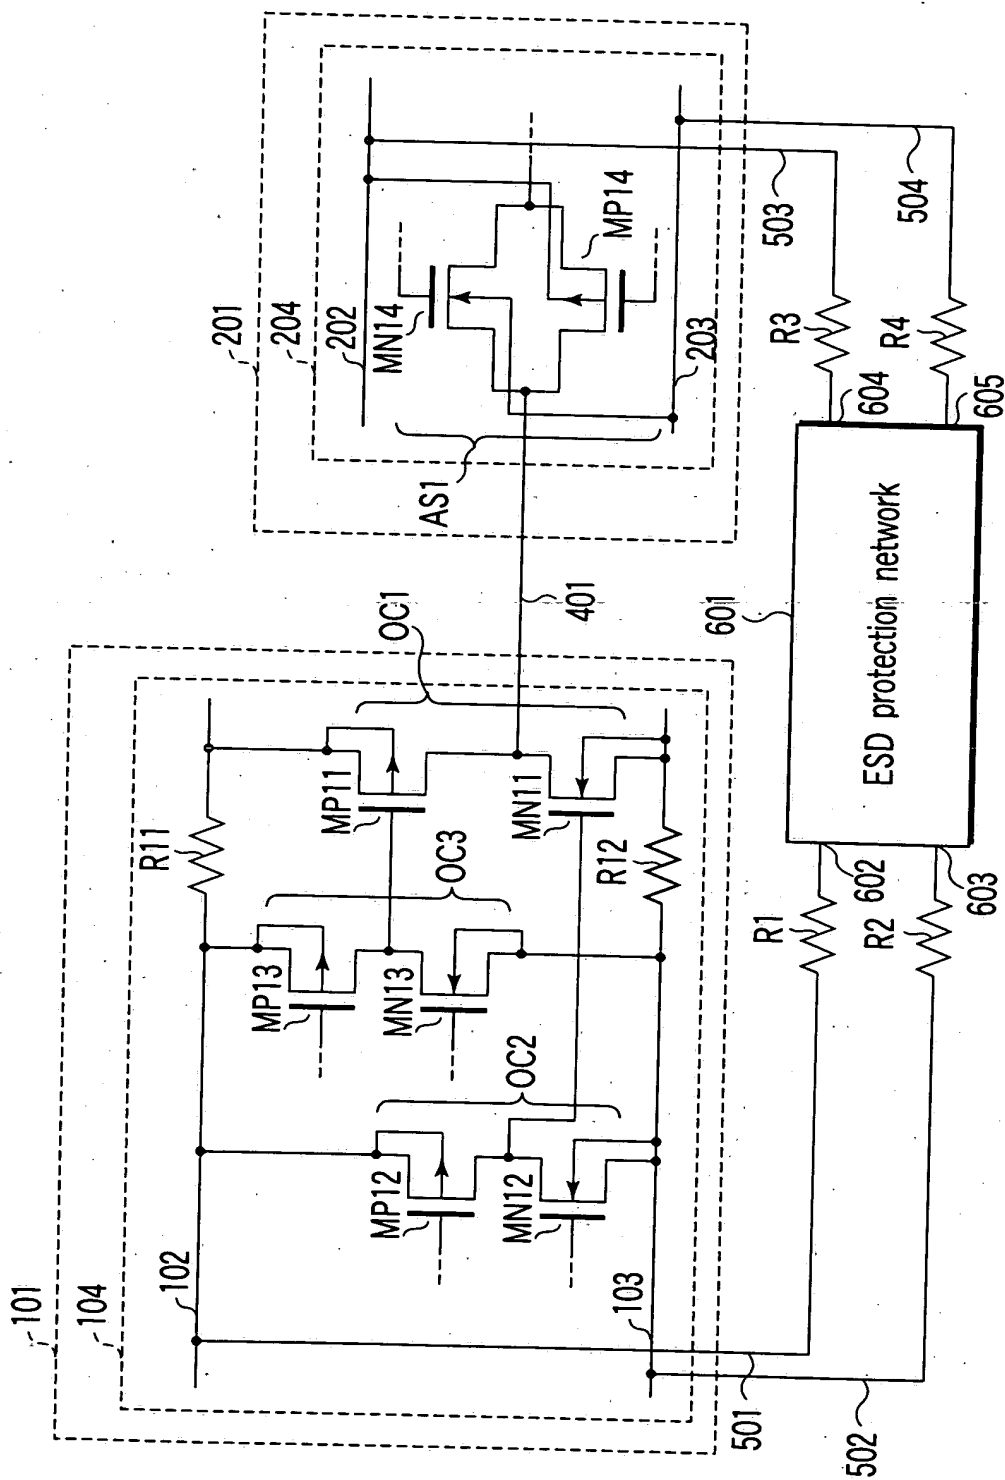 101
104
102
R11
MP11
OC1
MP13
OC3
MN11
MN13
R12
MP12
OC2
MN12
103
401
201
204
202
MN14
MP14
AS1
203
501
502
503
504
R1
R2
R3
R4
601
602
603
604
605
ESD protection network